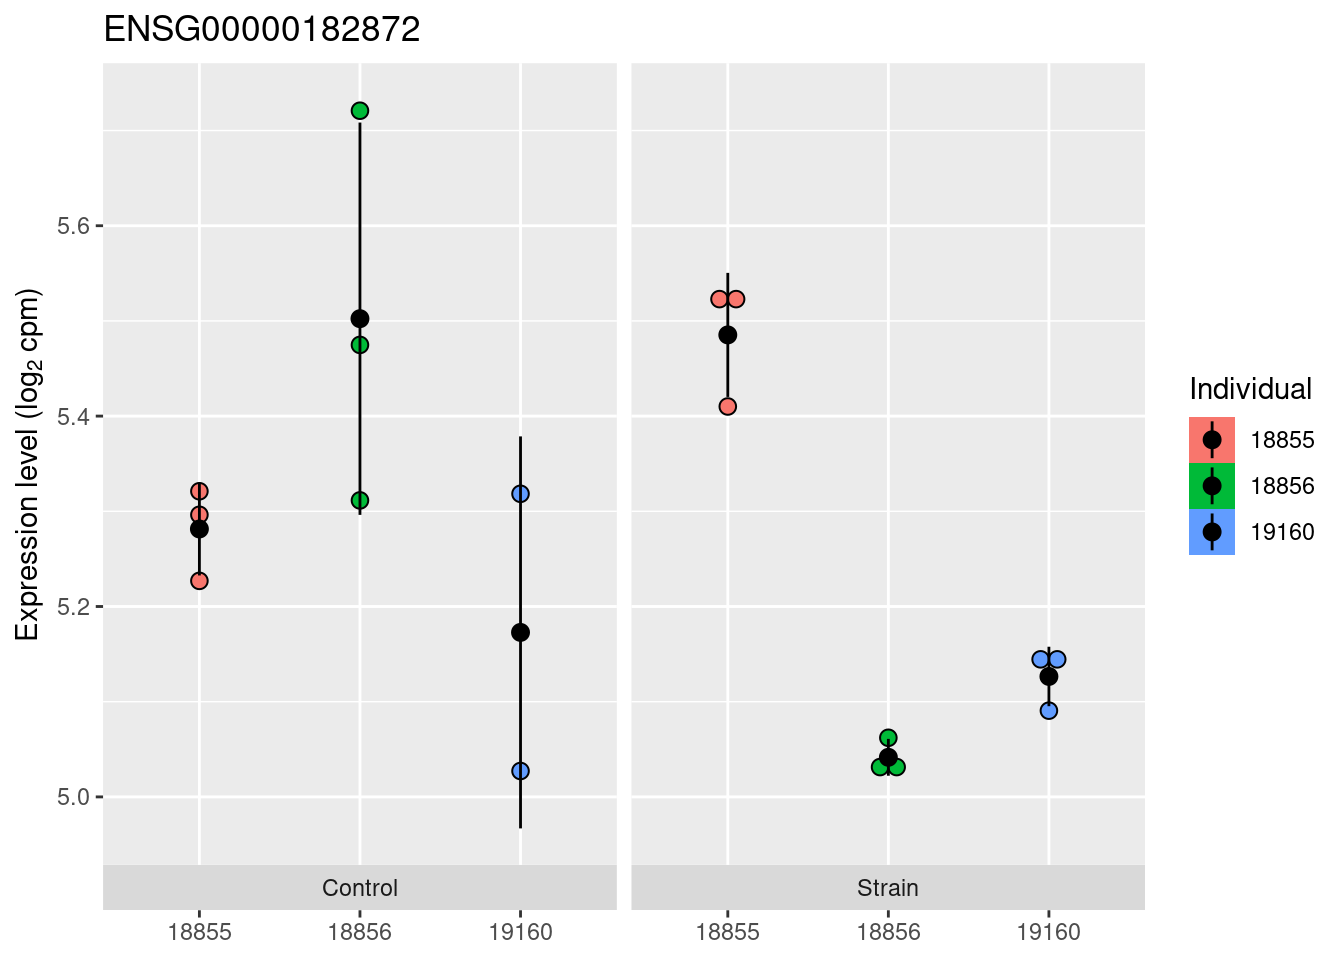 ENSG00000182872
Expression level (log₂ cpm)
5.6
5.4
5.2
5.0
Control
Strain
18855
18856
19160
18855
18856
19160
Individual
18855
18856
19160